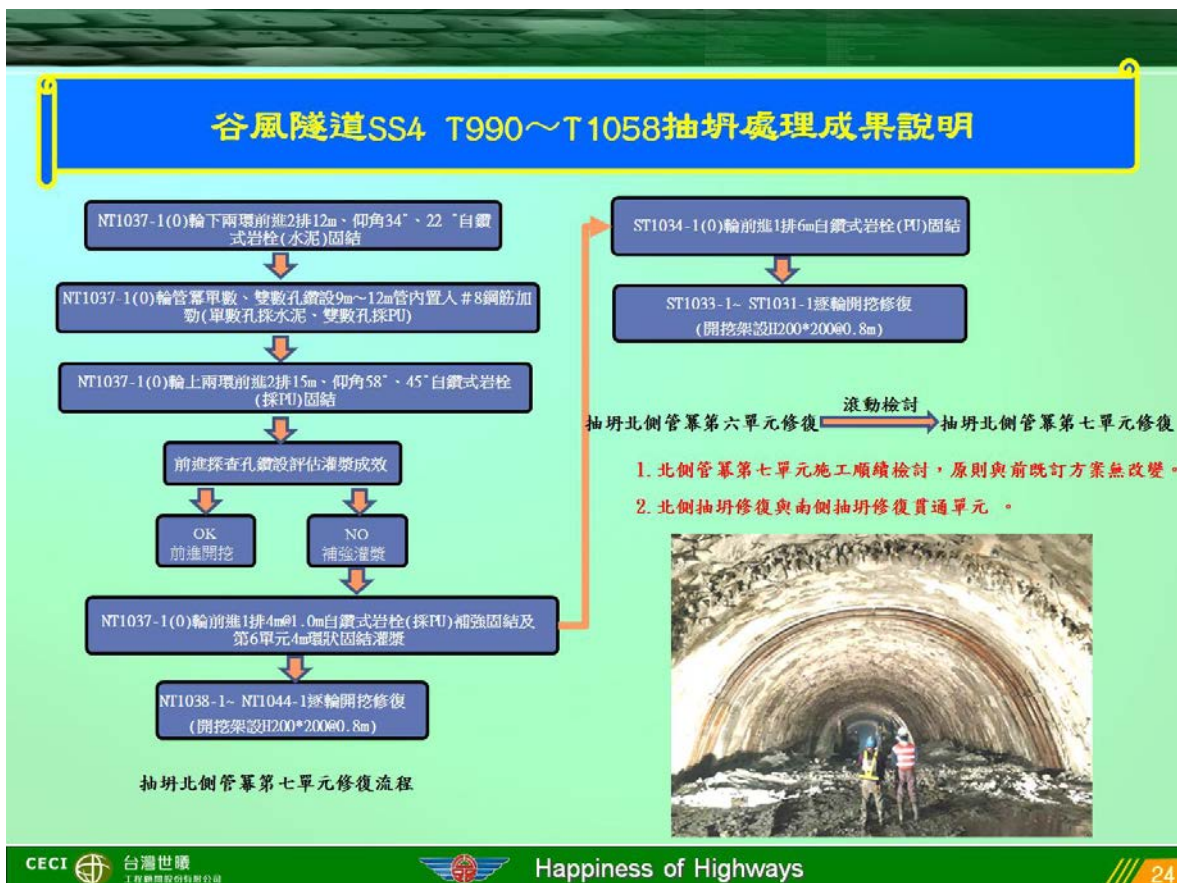 谷風隧道SS4 T990～T1058抽坍處理成果說明
NT1037-1(0)輪下兩環前進2排12m、仰角34°、22°自鑽
式岩栓(水泥)固結
NT1037-1(0)輪管冪單數、雙數孔鑽設9m～12m管內置人#8鋼筋加
勁(單數孔採水泥、雙數孔採PU)
NT1037-1(0)輪上兩環前進2排15m、仰角58°、45°自鑽式岩栓
(採PU)固結
前進探查孔鑽設評估灌漿成效
OK
前進開挖
NO
補強灌漿
NT1037-1(0)輪前進1排4m@1.0m自鑽式岩栓(採PU)補強固結及
第6單元4m環狀固結灌漿
NT1038-1~ NT1044-1逐輪開挖修復
(開挖架設H200*200@0.8m)
抽坍北側管冪第七單元修復流程
ST1034-1(0)輪前進1排6m自鑽式岩栓(PU)固結
ST1033-1~ ST1031-1逐輪開挖修復
(開挖架設H200*200@0.8m)
滾動檢討
抽坍北側管冪第六單元修復
抽坍北側管冪第七單元修復
1.北側管冪第七單元施工順續檢討，原則與前既訂方案無改變。
2.北側抽坍修復與南側抽坍修復貫通單元 。
CECI 台灣世曦
工程顧問股份有限公司
Happiness of Highways
24